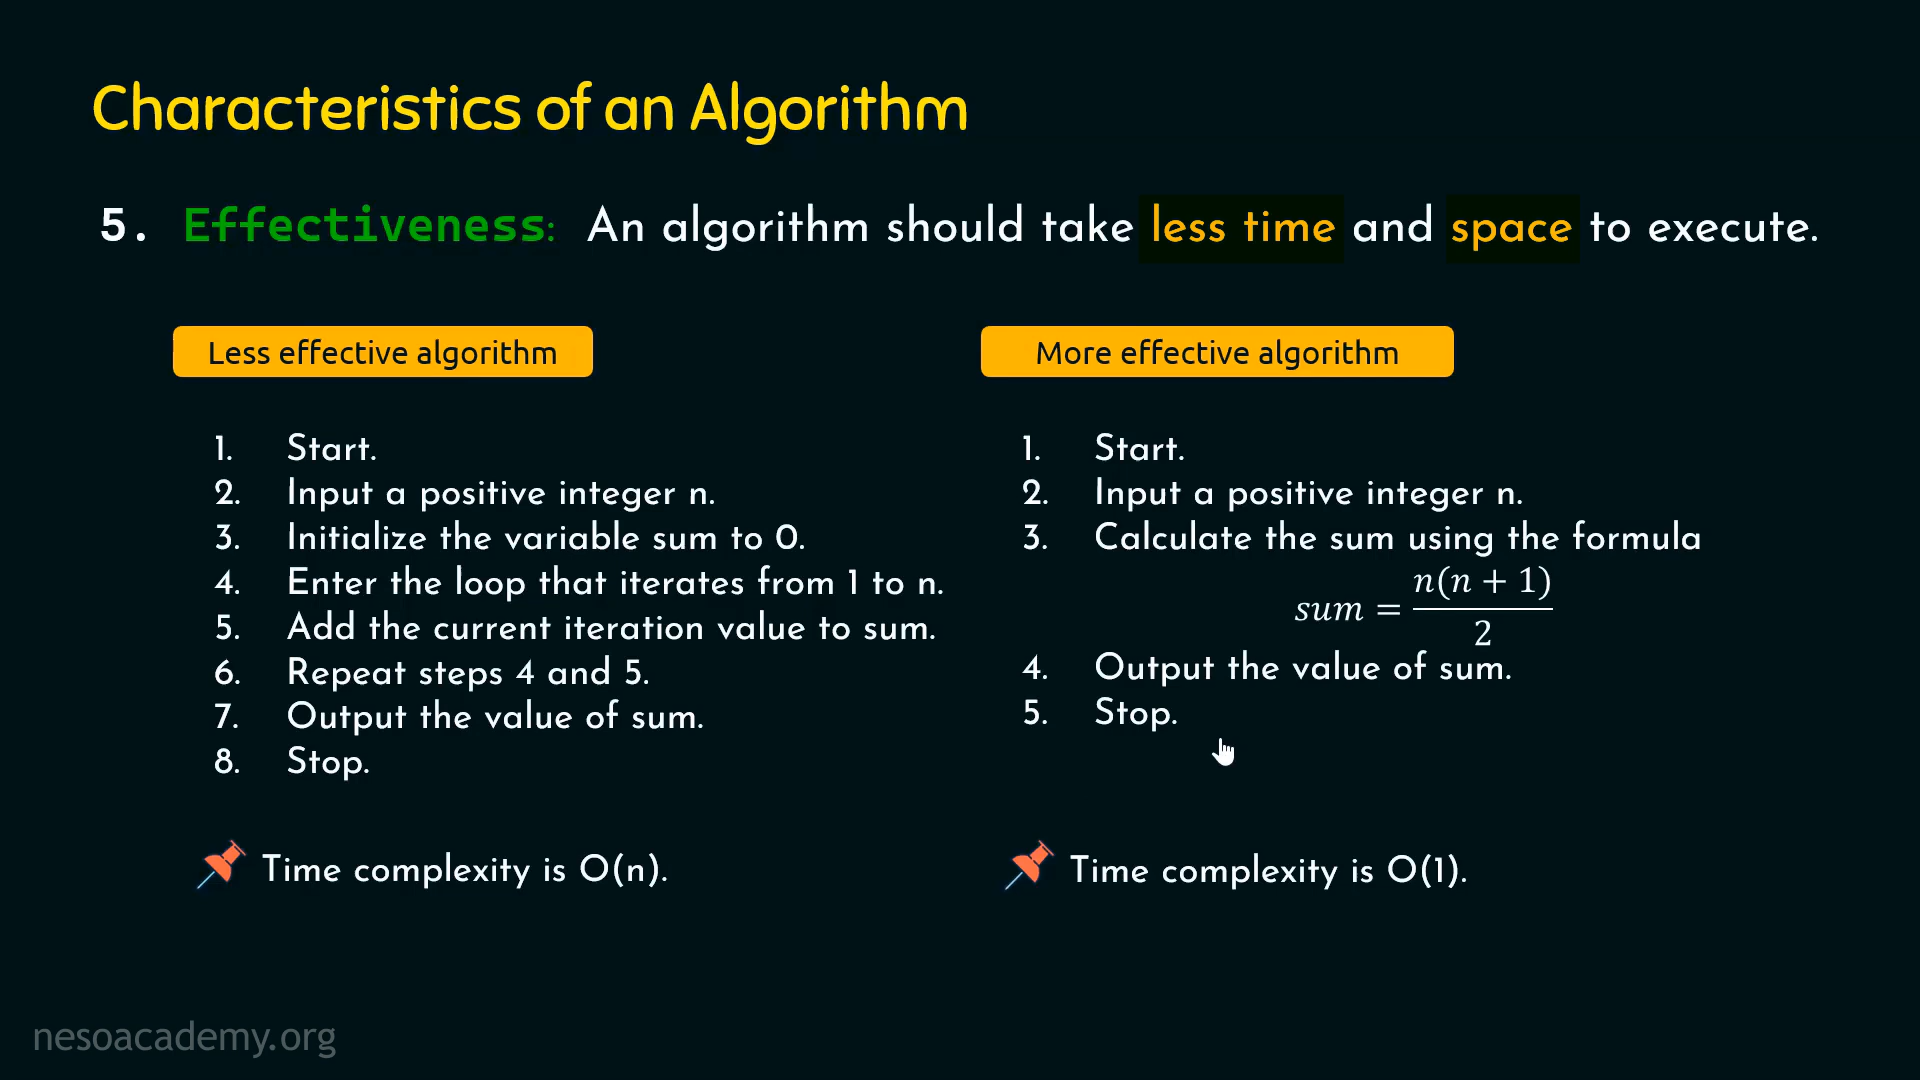 Characteristics of an Algorithm
5. Effectiveness: An algorithm should take less time and space to execute.
Less effective algorithm
1. Start.
2. Input a positive integer n.
3. Initialize the variable sum to 0.
4. Enter the loop that iterates from 1 to n.
5. Add the current iteration value to sum.
6. Repeat steps 4 and 5.
7. Output the value of sum.
8. Stop.
Time complexity is O(n).
More effective algorithm
1. Start.
2. Input a positive integer n.
3. Calculate the sum using the formula
sum = n(n + 1) / 2
4. Output the value of sum.
5. Stop.
Time complexity is O(1).
nesoacademy.org